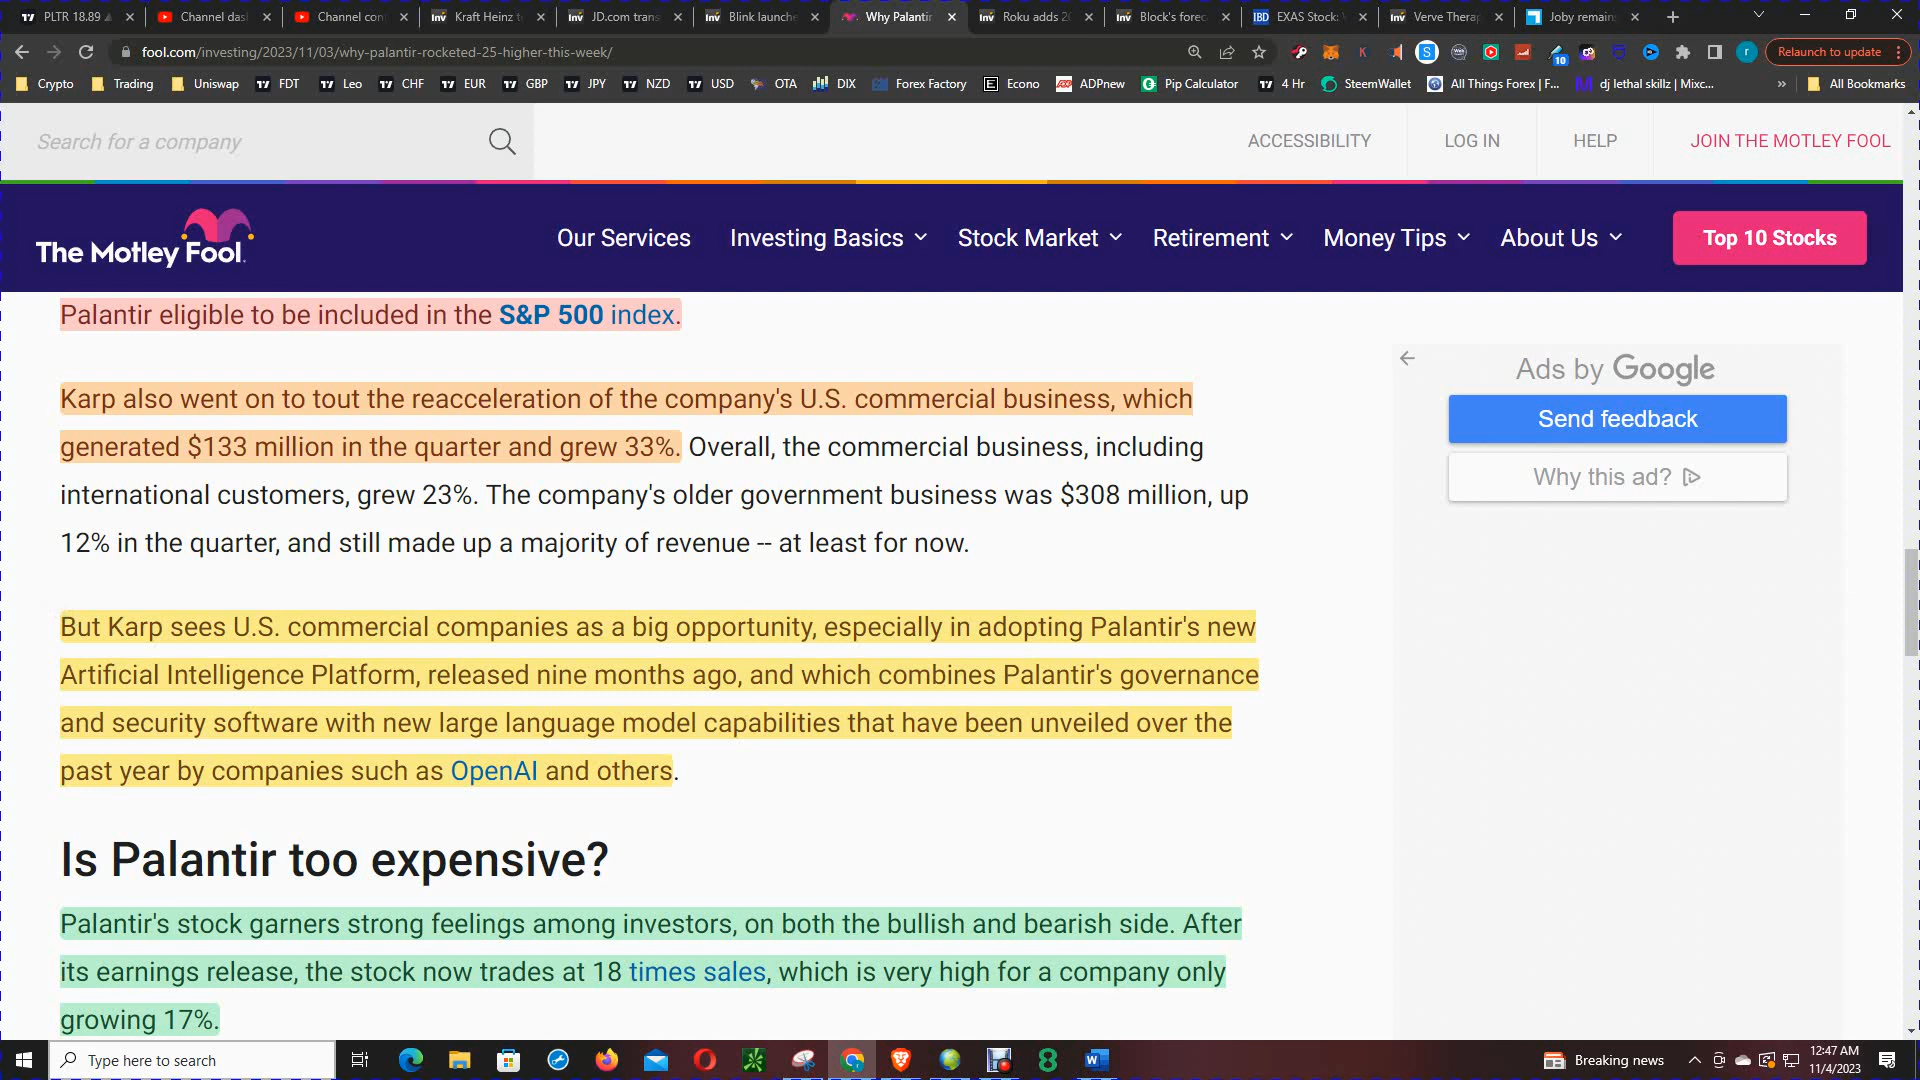 PLTR 18.89
Channel das
Channel con
Kraft Heinz t
JD.com tran
Blink launche
Why Palantir
Roku adds 2
Block's forec
IBD EXAS Stock:
Verve Therap
Joby remain
fool.com/investing/2023/11/03/why-palantir-rocketed-25-higher-this-week/
10
Relaunch to update
Crypto
Trading
Uniswap
FDT
Leo
CHF
EUR
GBP
JPY
NZD
USD
OTA
DIX
Forex Factory
Econo
ADPnew
Pip Calculator
4 Hr
SteemWallet
All Things Forex | F...
dj lethal skillz | Mixc...
All Bookmarks
Search for a company
ACCESSIBILITY
LOG IN
HELP
JOIN THE MOTLEY FOOL
The Motley Fool
Our Services
Investing Basics
Stock Market
Retirement
Money Tips
About Us
Top 10 Stocks
Palantir eligible to be included in the S&P 500 index.
Karp also went on to tout the reacceleration of the company's U.S. commercial business, which
generated $133 million in the quarter and grew 33%. Overall, the commercial business, including
international customers, grew 23%. The company's older government business was $308 million, up
12% in the quarter, and still made up a majority of revenue -- at least for now.
But Karp sees U.S. commercial companies as a big opportunity, especially in adopting Palantir's new
Artificial Intelligence Platform, released nine months ago, and which combines Palantir's governance
and security software with new large language model capabilities that have been unveiled over the
past year by companies such as OpenAI and others.
Is Palantir too expensive?
Palantir's stock garners strong feelings among investors, on both the bullish and bearish side. After
its earnings release, the stock now trades at 18 times sales, which is very high for a company only
growing 17%.
Ads by Google
Send feedback
Why this ad?
Type here to search
Breaking news
12:47 AM
11/4/2023